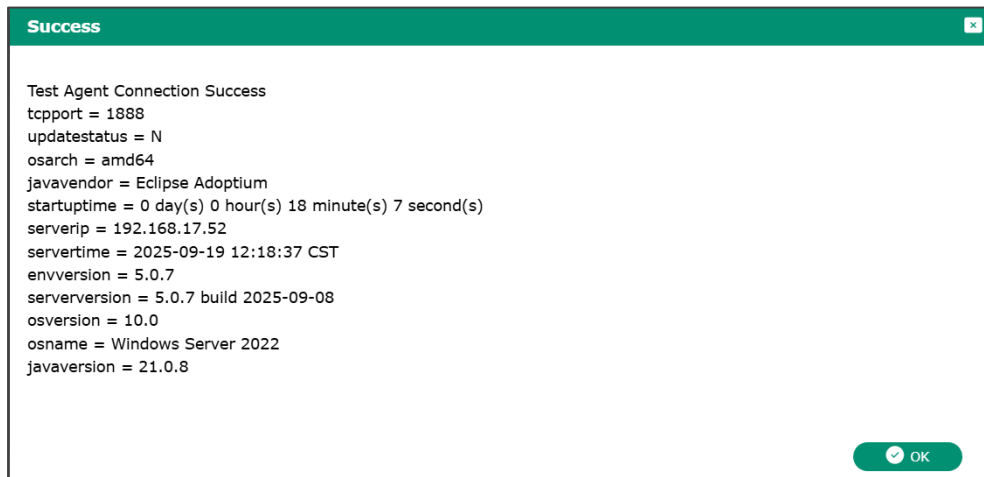 Success
Test Agent Connection Success
tcpport = 1888
updatestatus = N
osarch = amd64
javavendor = Eclipse Adoptium
startuptime = 0 day(s) 0 hour(s) 18 minute(s) 7 second(s)
serverip = 192.168.17.52
servertime = 2025-09-19 12:18:37 CST
envversion = 5.0.7
serverversion = 5.0.7 build 2025-09-08
osversion = 10.0
osname = Windows Server 2022
javaversion = 21.0.8
OK